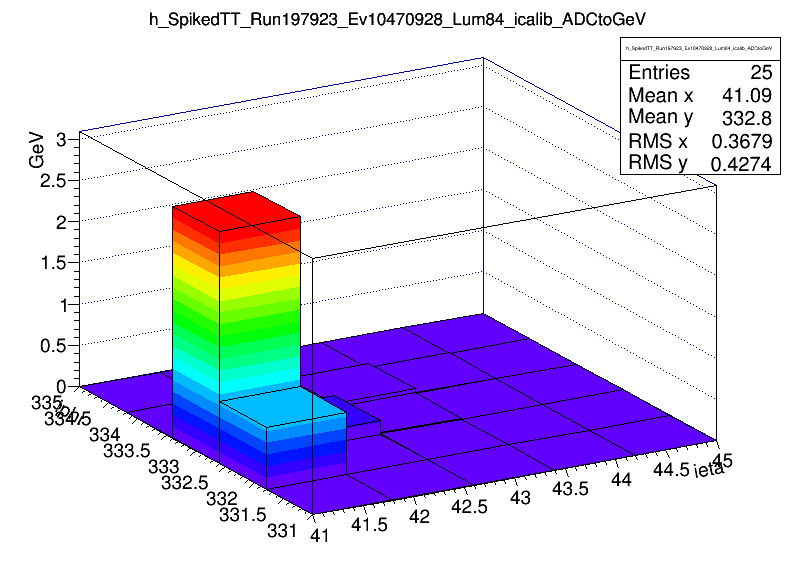 h_SpikedTT_Run197923_Ev10470928_Lum84_icalib_ADCtoGeV
h_SpikedTT_Run197923_Ev10470928_Lum84_icalib_ADCtoGeV
Entries 25
Mean x 41.09
Mean y 332.8
RMS x 0.3679
RMS y 0.4274
GeV
3
2.5
2
1.5
1
0.5
0
335
334.5
334
333.5
333
332.5
332
331.5
331
41
41.5
42
42.5
43
43.5
44
44.5
45
ieta